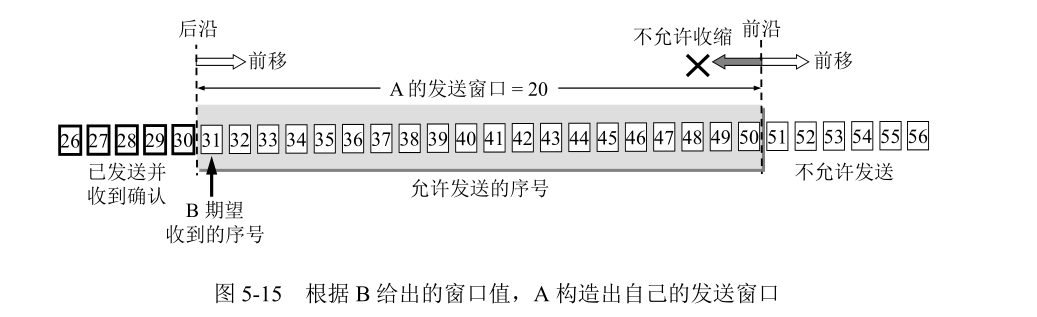 后沿
不允许收缩 前沿
前移
前移
A 的发送窗口 = 20
26 27 28 29 30 31 32 33 34 35 36 37 38 39 40 41 42 43 44 45 46 47 48 49 50 51 52 53 54 55 56
已发送并
收到确认
允许发送的序号
不允许发送
B 期望
收到的序号
图 5-15 根据 B 给出的窗口值，A 构造出自己的发送窗口